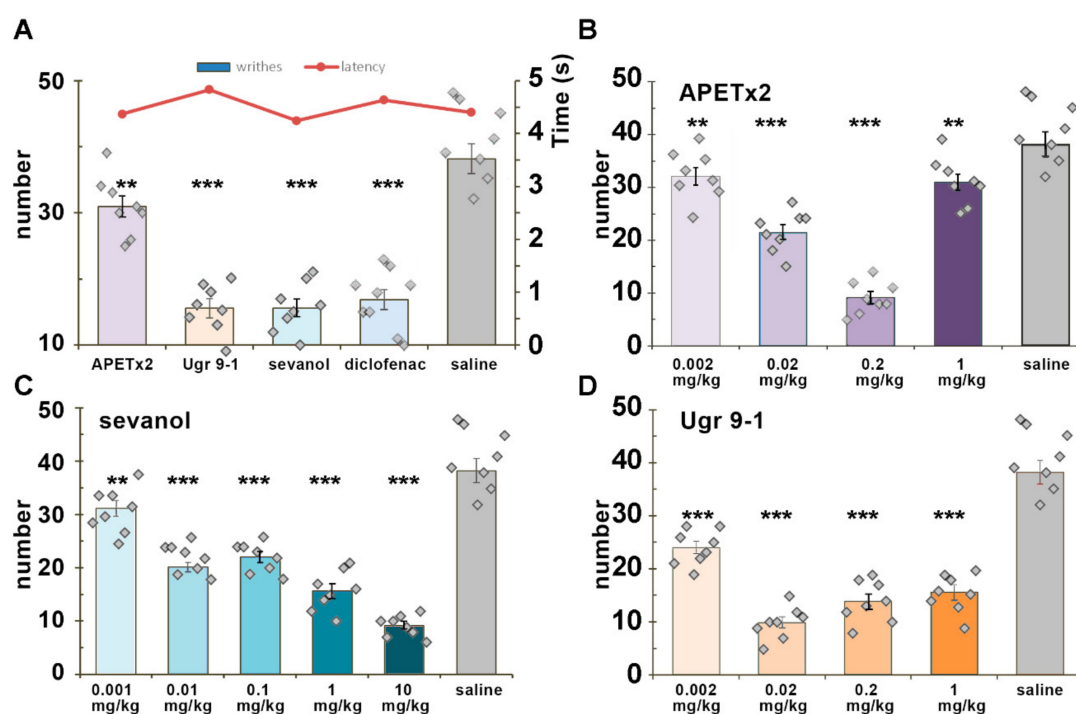 A
writhes
latency
50
30
10
number
5
4
3
2
1
0
Time (s)
**
***
***
***
APETx2
Ugr 9-1
sevanol
diclofenac
saline
B
APETx2
50
40
30
20
10
0
number
**
***
***
**
0.002
mg/kg
0.02
mg/kg
0.2
mg/kg
1
mg/kg
saline
C
sevanol
50
40
30
20
10
0
number
**
***
***
***
***
0.001
mg/kg
0.01
mg/kg
0.1
mg/kg
1
mg/kg
10
mg/kg
saline
D
Ugr 9-1
50
40
30
20
10
0
number
***
***
***
***
0.002
mg/kg
0.02
mg/kg
0.2
mg/kg
1
mg/kg
saline